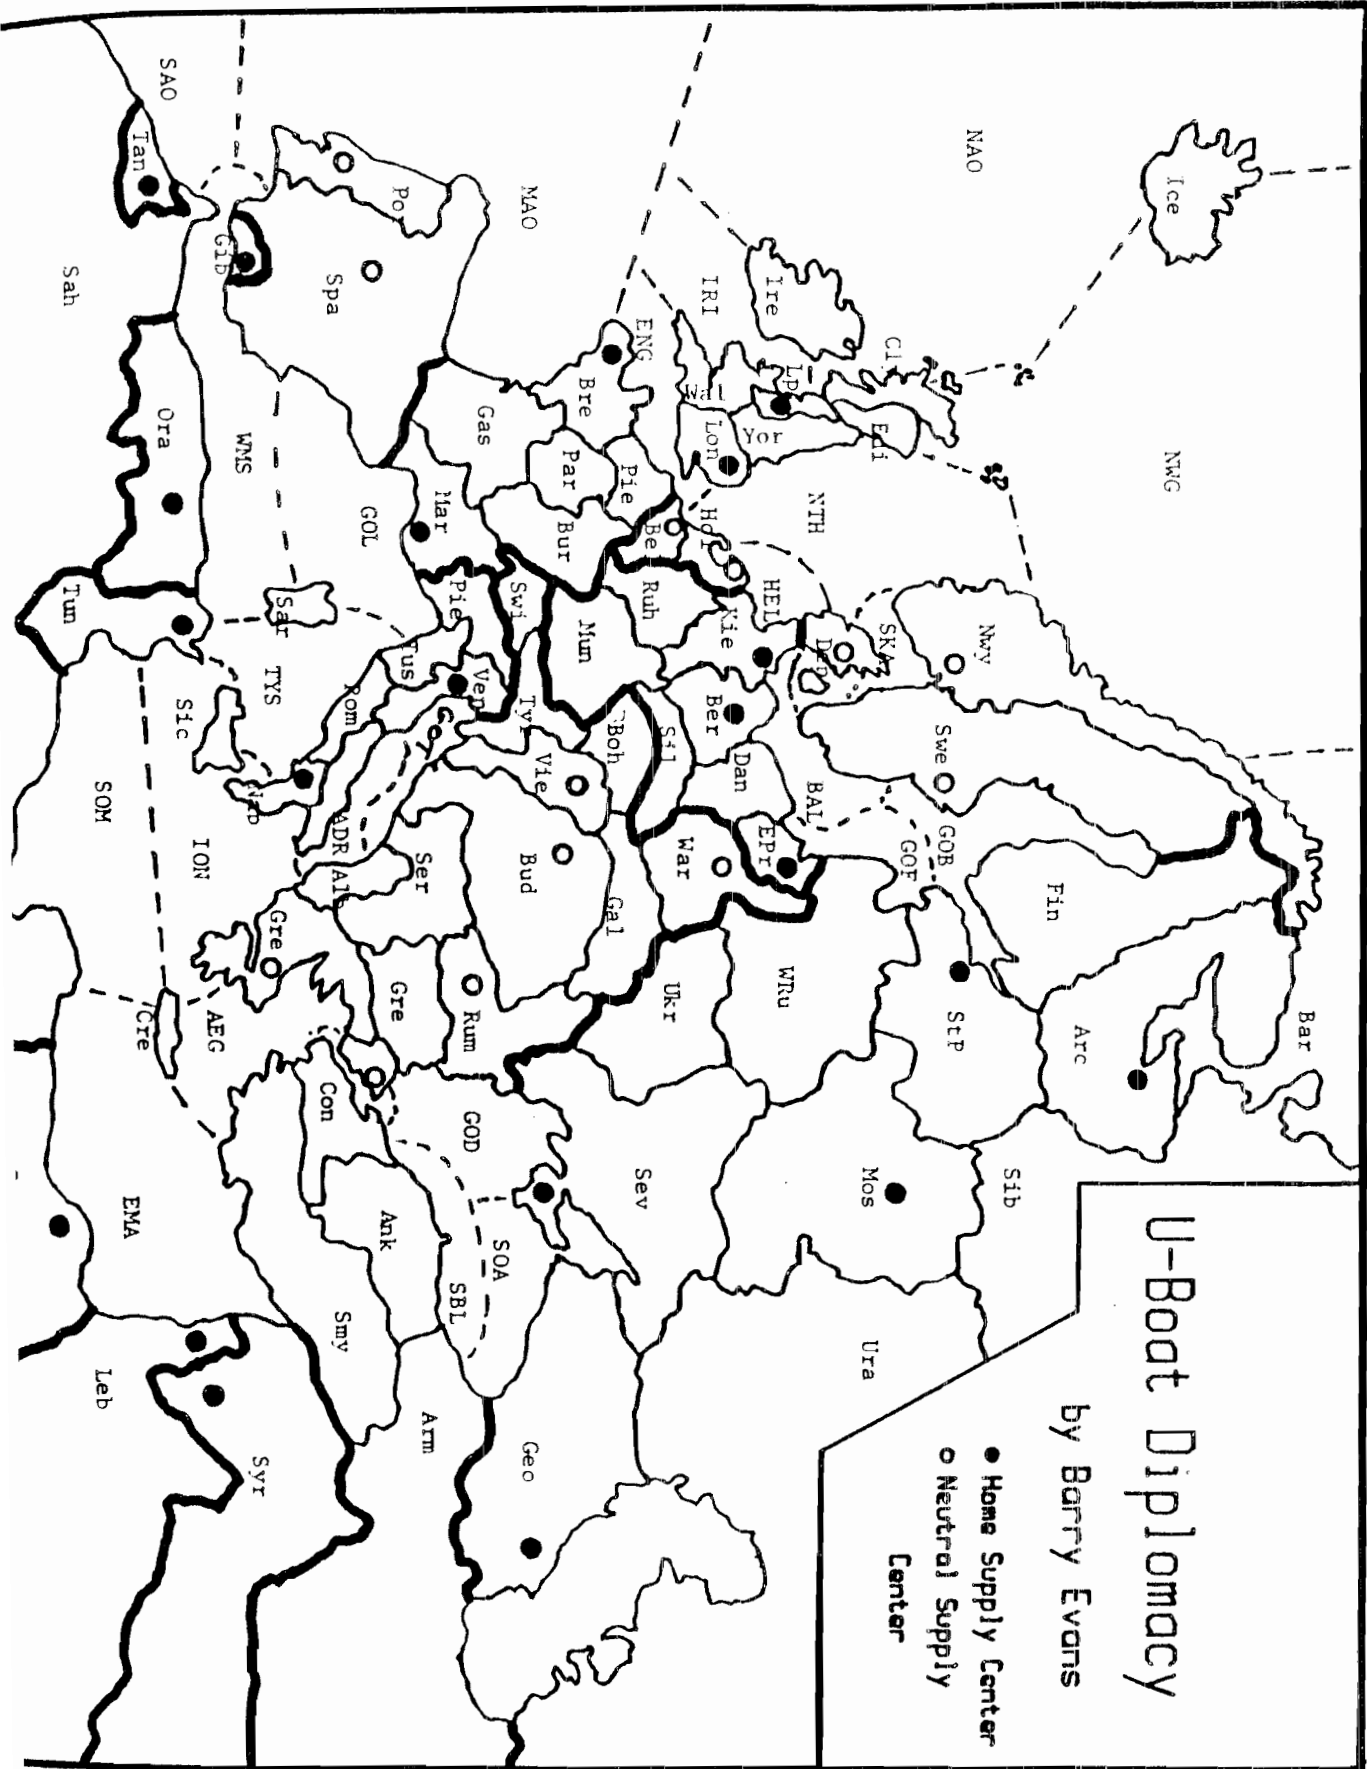 U-Boat Diplomacy
by Barry Evans
● Home Supply Center
○ Neutral Supply
Center
Ice
NAO
NWG
Bar
Nwy
Swe
Fin
Arc
StP
Sib
Cly
Edi
Ire
LPl
Yor
Wal
Lon
IRI
ENG
NTH
SKA
HEL
Den
BAL
GOB
GOF
MAO
Bre
Pie
Par
Gas
Bur
Mar
Bel
Hol
Ruh
Kie
Ber
Mun
Sil
Dan
EPr
War
WRu
Ukr
Mos
Ura
Sev
Boh
Gal
Tyr
Vie
Bud
Swi
Pie
Ven
Tus
Rom
Nap
ADR
Ser
Alb
Rum
Gre
Gre
Por
Spa
Gib
GOL
WMS
Sar
TYS
Sic
ION
AEG
Cre
GOD
SOA
SBL
Con
Ank
Smy
Arm
Geo
SAO
Tan
Sah
Ora
Tun
SOM
EMA
Leb
Syr